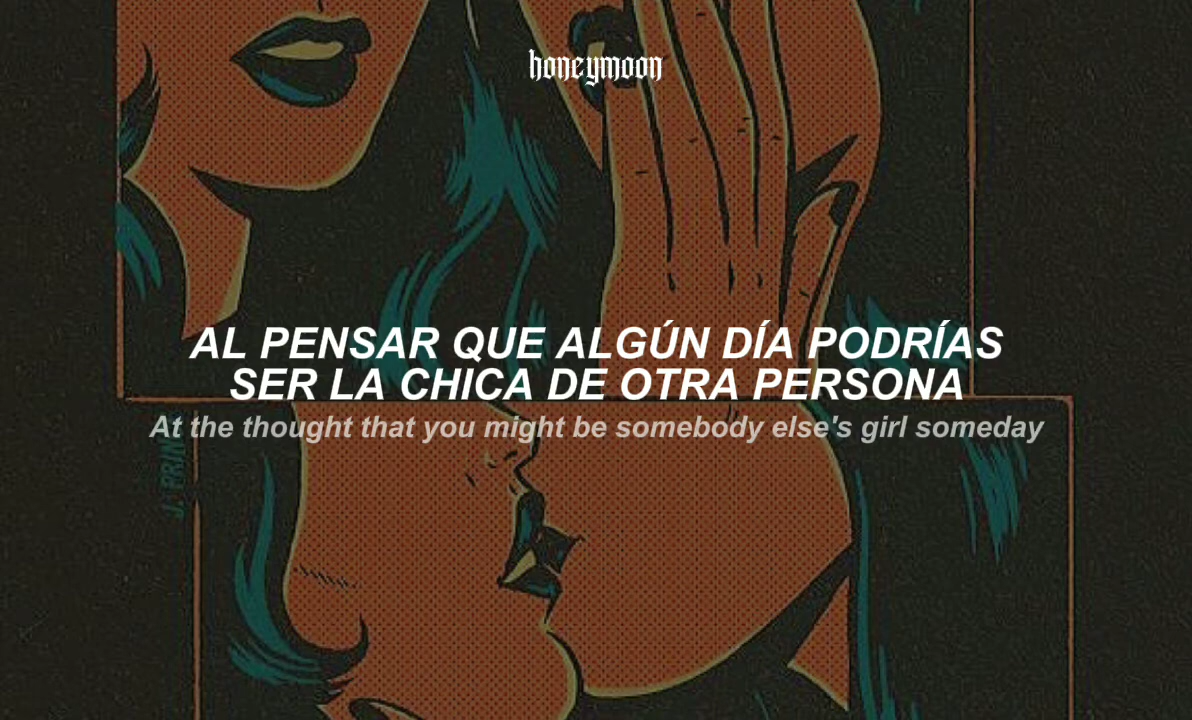 honeymoon
AL PENSAR QUE ALGÚN DÍA PODRÍAS
SER LA CHICA DE OTRA PERSONA
At the thought that you might be somebody else's girl someday